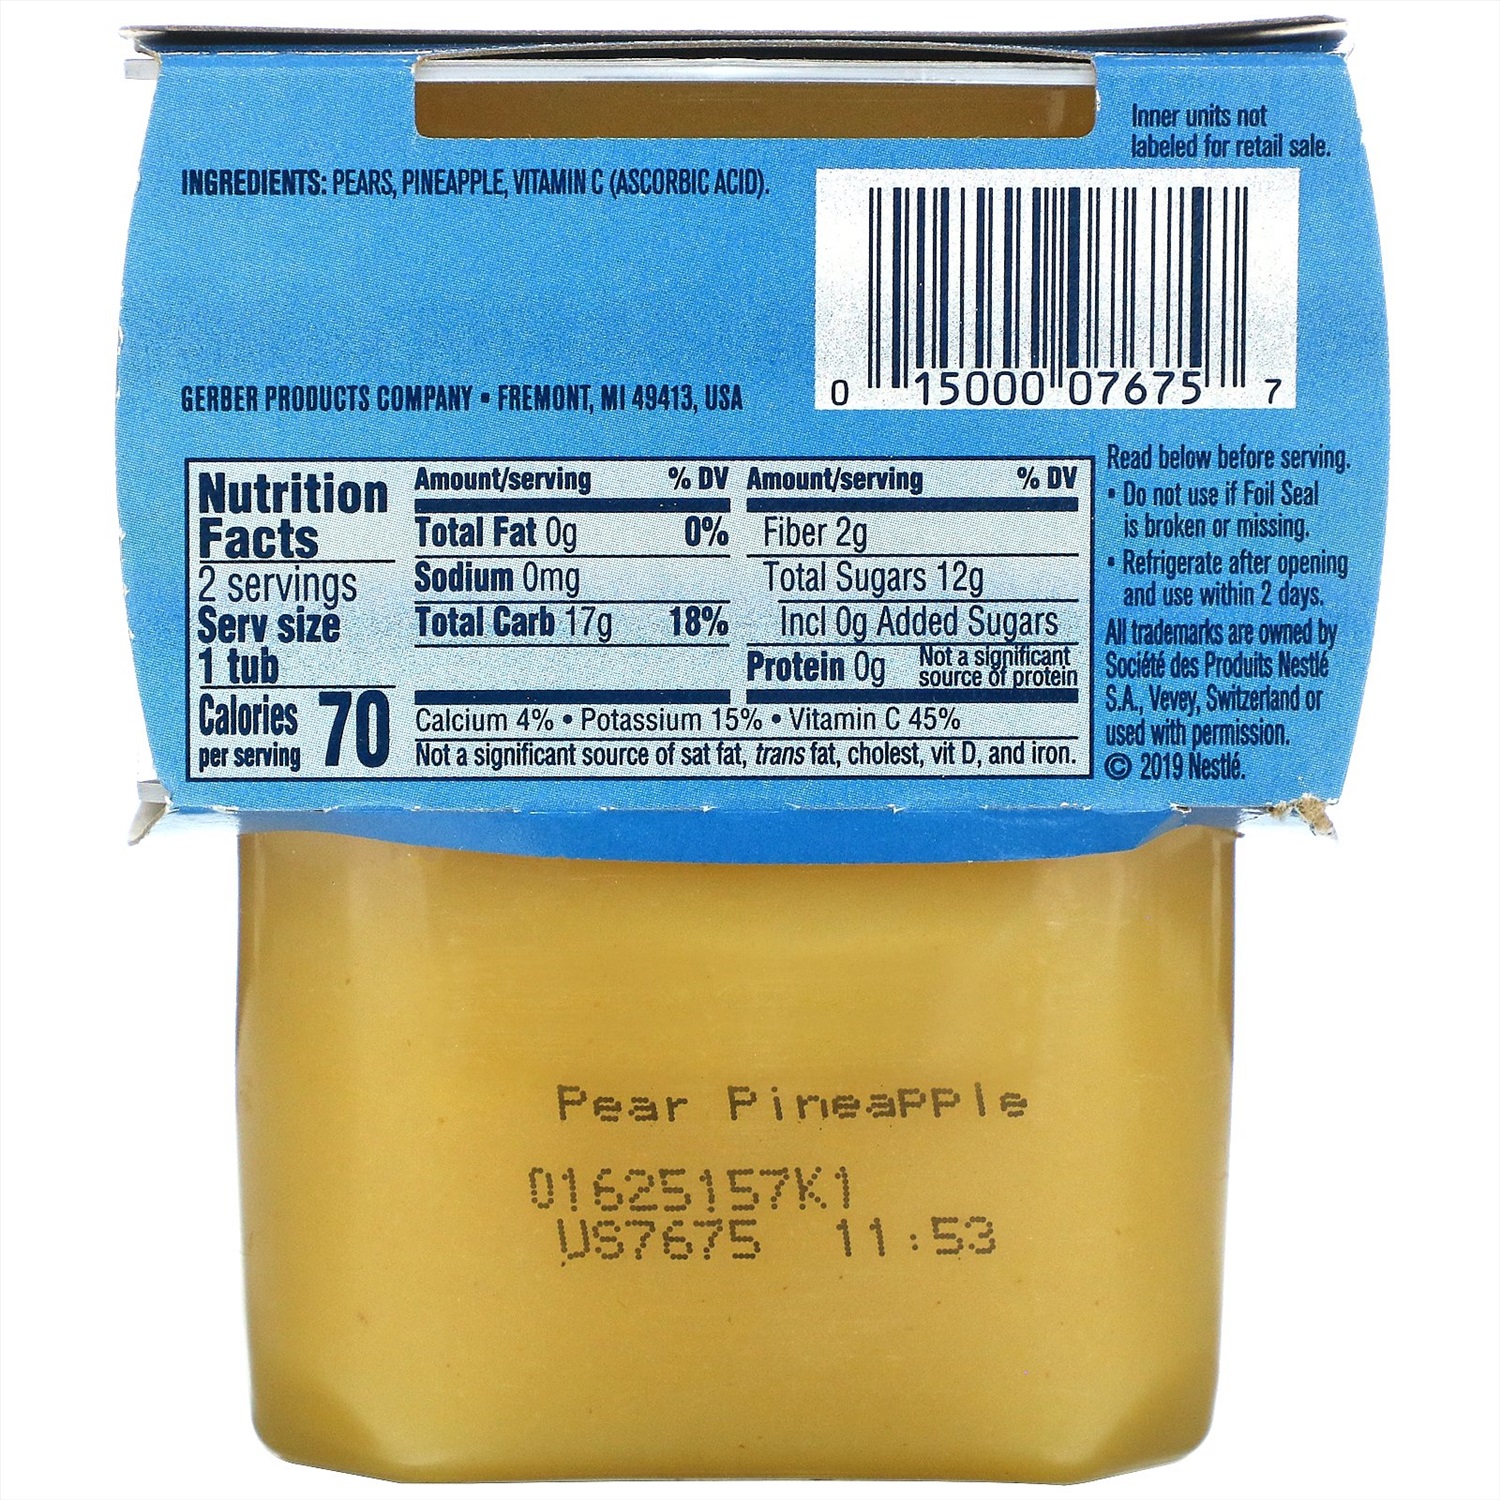 Inner units not
labeled for retail sale.
INGREDIENTS: PEARS, PINEAPPLE, VITAMIN C (ASCORBIC ACID).
0 15000 07675 7
GERBER PRODUCTS COMPANY • FREMONT, MI 49413, USA
Nutrition
Facts
2 servings
Serv size
1 tub
Calories 70
per serving
Amount/serving % DV
Total Fat 0g 0%
Sodium 0mg
Total Carb 17g 18%
Amount/serving % DV
Fiber 2g
Total Sugars 12g
Incl 0g Added Sugars
Protein 0g Not a significant
source of protein
Calcium 4% • Potassium 15% • Vitamin C 45%
Not a significant source of sat fat, trans fat, cholest, vit D, and iron.
Read below before serving.
• Do not use if Foil Seal
is broken or missing.
• Refrigerate after opening
and use within 2 days.
All trademarks are owned by
Société des Produits Nestlé
S.A., Vevey, Switzerland or
used with permission.
© 2019 Nestlé.
Pear Pineapple
01625157K1
US7675 11:53